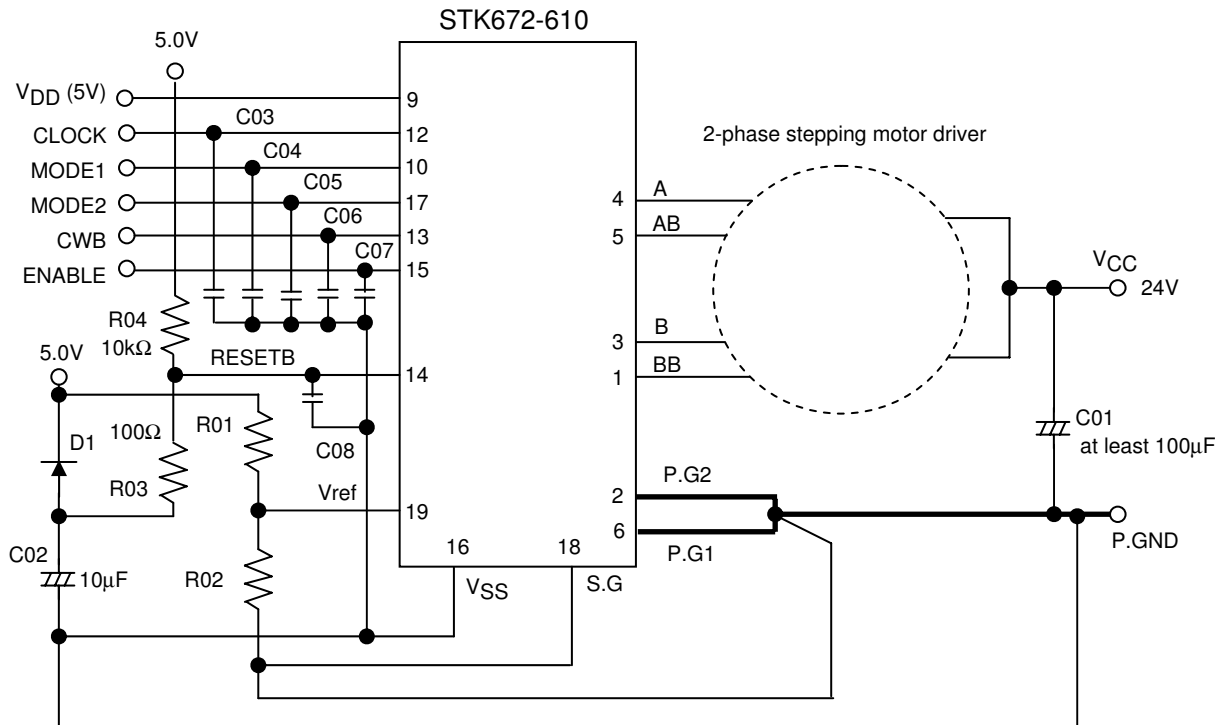 STK672-610
5.0V
VDD (5V)
9
C03
CLOCK
12
2-phase stepping motor driver
C04
MODE1
10
C05
4
A
MODE2
17
C06
5
AB
CWB
13
C07
ENABLE
15
VCC
24V
R04
10kΩ
3
B
5.0V
RESETB
14
1
BB
D1
100Ω
R01
C08
C01
at least 100μF
R03
Vref
19
2
P.G2
6
P.G1
P.GND
C02
10μF
R02
16
18
VSS
S.G